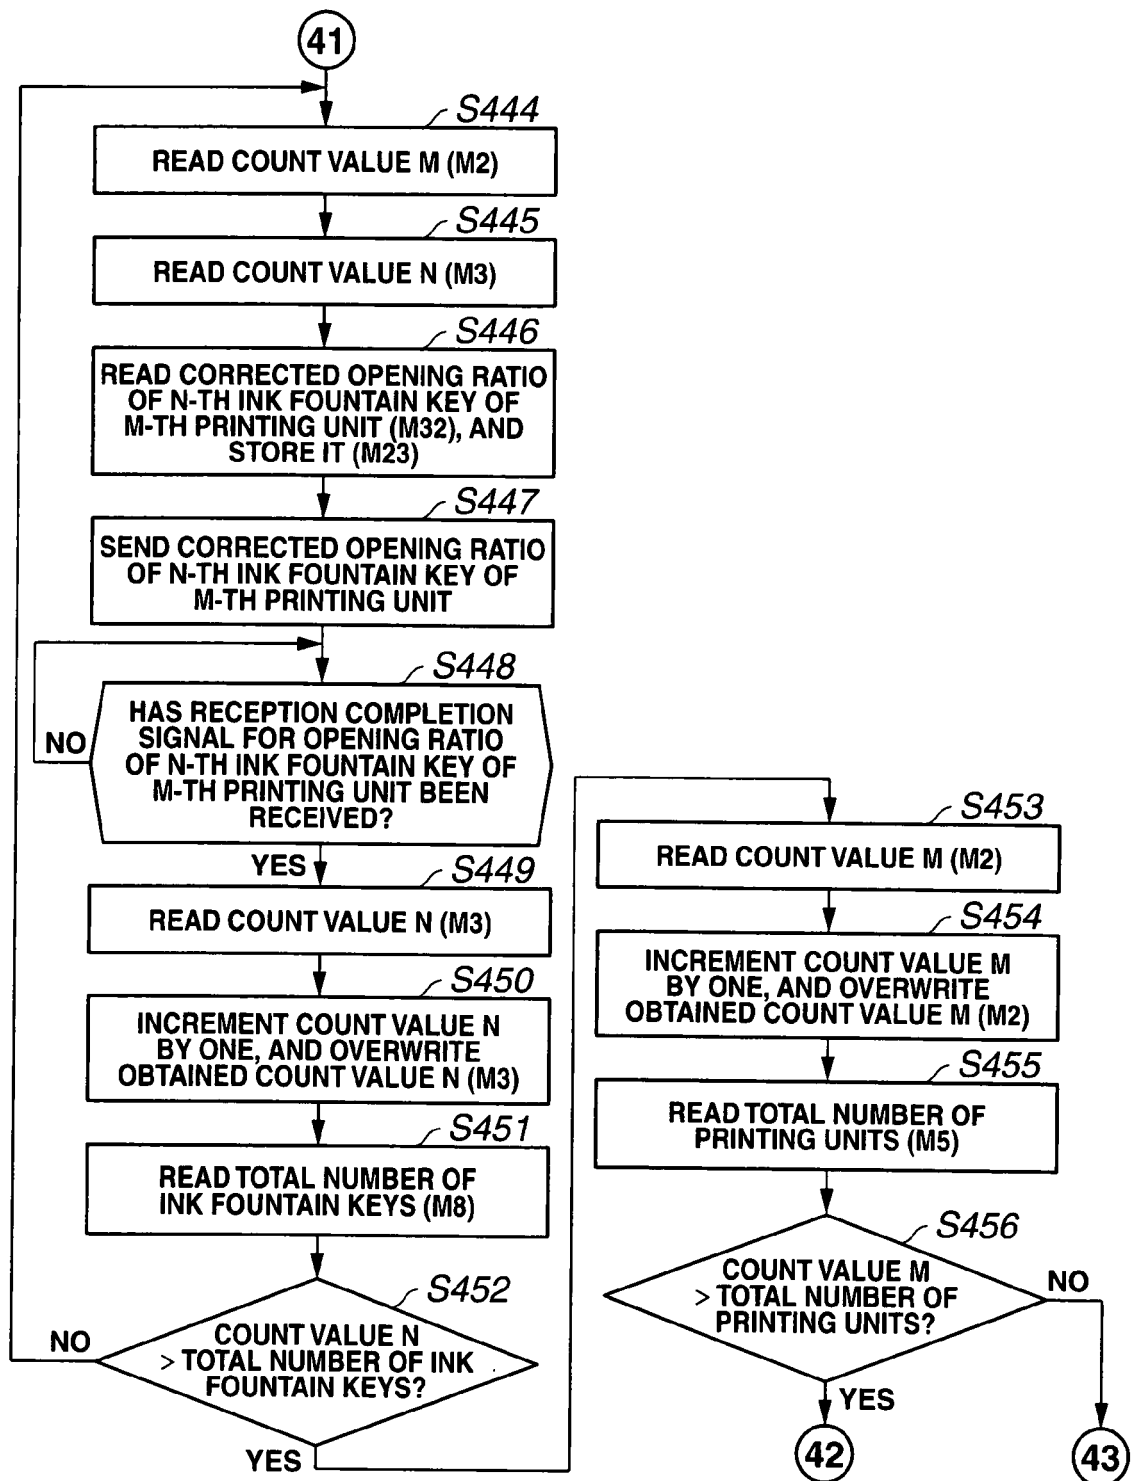 41
S444
READ COUNT VALUE M (M2)
S445
READ COUNT VALUE N (M3)
S446
READ CORRECTED OPENING RATIO
OF N-TH INK FOUNTAIN KEY OF
M-TH PRINTING UNIT (M32), AND
STORE IT (M23)
S447
SEND CORRECTED OPENING RATIO
OF N-TH INK FOUNTAIN KEY OF
M-TH PRINTING UNIT
S448
HAS RECEPTION COMPLETION
SIGNAL FOR OPENING RATIO
OF N-TH INK FOUNTAIN KEY OF
M-TH PRINTING UNIT BEEN
RECEIVED?
NO
YES
S449
READ COUNT VALUE N (M3)
S450
INCREMENT COUNT VALUE N
BY ONE, AND OVERWRITE
OBTAINED COUNT VALUE N (M3)
S451
READ TOTAL NUMBER OF
INK FOUNTAIN KEYS (M8)
S452
NO
COUNT VALUE N
> TOTAL NUMBER OF INK
FOUNTAIN KEYS?
YES
S453
READ COUNT VALUE M (M2)
S454
INCREMENT COUNT VALUE M
BY ONE, AND OVERWRITE
OBTAINED COUNT VALUE M (M2)
S455
READ TOTAL NUMBER OF
PRINTING UNITS (M5)
S456
COUNT VALUE M
> TOTAL NUMBER OF
PRINTING UNITS?
NO
YES
42
43